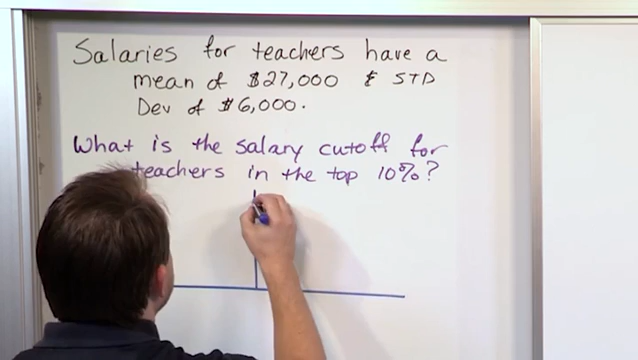 Salaries for teachers have a
mean of $27,000 & STD
Dev of $6,000.
What is the salary cutoff for
teachers in the top 10%?